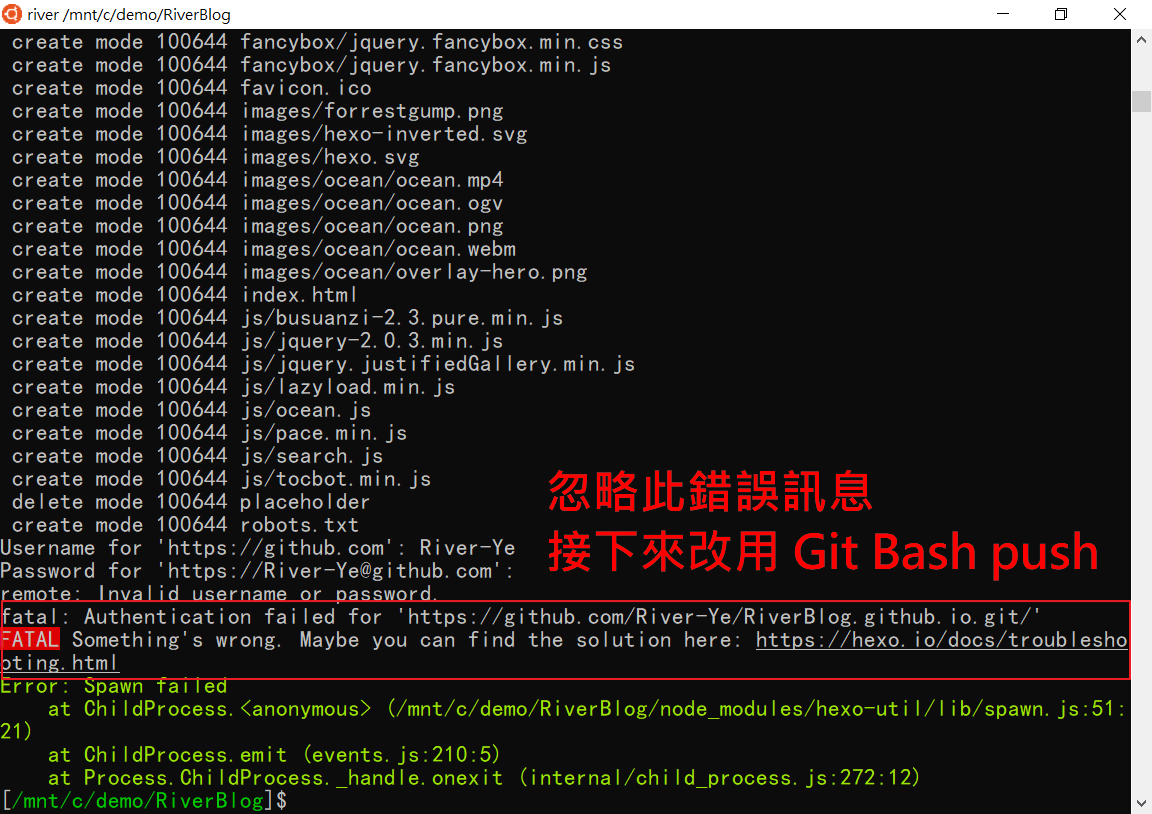 river /mnt/c/demo/RiverBlog
create mode 100644 fancybox/jquery.fancybox.min.css
create mode 100644 fancybox/jquery.fancybox.min.js
create mode 100644 favicon.ico
create mode 100644 images/forrestgump.png
create mode 100644 images/hexo-inverted.svg
create mode 100644 images/hexo.svg
create mode 100644 images/ocean/ocean.mp4
create mode 100644 images/ocean/ocean.ogv
create mode 100644 images/ocean/ocean.png
create mode 100644 images/ocean/ocean.webm
create mode 100644 images/ocean/overlay-hero.png
create mode 100644 index.html
create mode 100644 js/busuanzi-2.3.pure.min.js
create mode 100644 js/jquery-2.0.3.min.js
create mode 100644 js/jquery.justifiedGallery.min.js
create mode 100644 js/lazyload.min.js
create mode 100644 js/ocean.js
create mode 100644 js/pace.min.js
create mode 100644 js/search.js
create mode 100644 js/tocbot.min.js
delete mode 100644 placeholder
create mode 100644 robots.txt
忽略此錯誤訊息
接下來改用 Git Bash push
Username for 'https://github.com': River-Ye
Password for 'https://River-Ye@github.com':
remote: Invalid username or password.
fatal: Authentication failed for 'https://github.com/River-Ye/RiverBlog.github.io.git/'
FATAL Something's wrong. Maybe you can find the solution here: https://hexo.io/docs/troublesho
oting.html
Error: Spawn failed
at ChildProcess.<anonymous> (/mnt/c/demo/RiverBlog/node_modules/hexo-util/lib/spawn.js:51:
21)
at ChildProcess.emit (events.js:210:5)
at Process.ChildProcess._handle.onexit (internal/child_process.js:272:12)
[/mnt/c/demo/RiverBlog]$